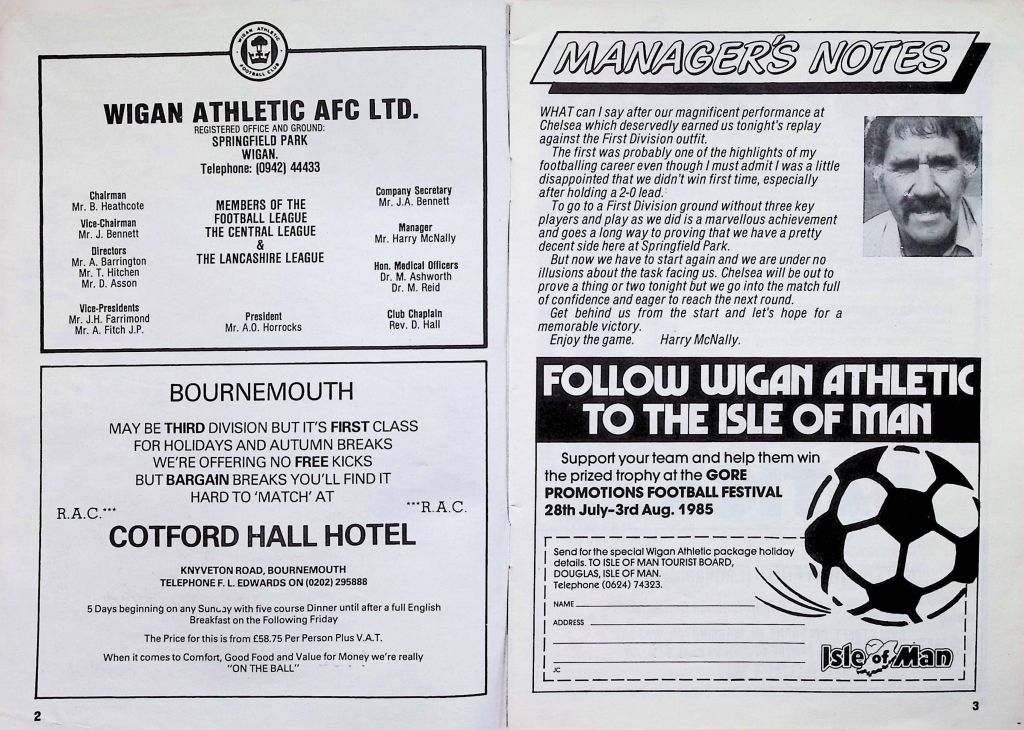 WIGAN ATHLETIC
FOOTBALL CLUB
WIGAN ATHLETIC AFC LTD.
REGISTERED OFFICE AND GROUND:
SPRINGFIELD PARK
WIGAN.
Telephone: (0942) 44433
Chairman
Mr. B. Heathcote
Vice-Chairman
Mr. J. Bennett
Directors
Mr. A. Barrington
Mr. T. Hitchen
Mr. D. Asson
Vice-Presidents
Mr. J.H. Farrimond
Mr. A. Fitch J.P.
MEMBERS OF THE
FOOTBALL LEAGUE
THE CENTRAL LEAGUE
&
THE LANCASHIRE LEAGUE
President
Mr. A.O. Horrocks
Company Secretary
Mr. J.A. Bennett
Manager
Mr. Harry McNally
Hon. Medical Officers
Dr. M. Ashworth
Dr. M. Reid
Club Chaplain
Rev. D. Hall
BOURNEMOUTH
MAY BE THIRD DIVISION BUT IT'S FIRST CLASS
FOR HOLIDAYS AND AUTUMN BREAKS
WE'RE OFFERING NO FREE KICKS
BUT BARGAIN BREAKS YOU'LL FIND IT
HARD TO 'MATCH' AT
R.A.C.*** ***R.A.C.
COTFORD HALL HOTEL
KNYVETON ROAD, BOURNEMOUTH
TELEPHONE F. L. EDWARDS ON (0202) 295888
5 Days beginning on any Sunday with five course Dinner until after a full English
Breakfast on the Following Friday
The Price for this is from £58.75 Per Person Plus V.A.T.
When it comes to Comfort, Good Food and Value for Money we're really
"ON THE BALL"
2
MANAGER'S NOTES
WHAT can I say after our magnificent performance at
Chelsea which deservedly earned us tonight's replay
against the First Division outfit.
The first was probably one of the highlights of my
footballing career even though I must admit I was a little
disappointed that we didn't win first time, especially
after holding a 2-0 lead.
To go to a First Division ground without three key
players and play as we did is a marvellous achievement
and goes a long way to proving that we have a pretty
decent side here at Springfield Park.
But now we have to start again and we are under no
illusions about the task facing us. Chelsea will be out to
prove a thing or two tonight but we go into the match full
of confidence and eager to reach the next round.
Get behind us from the start and let's hope for a
memorable victory.
Enjoy the game. Harry McNally.
FOLLOW WIGAN ATHLETIC
TO THE ISLE OF MAN
Support your team and help them win
the prized trophy at the GORE
PROMOTIONS FOOTBALL FESTIVAL
28th July-3rd Aug. 1985
Send for the special Wigan Athletic package holiday
details. TO ISLE OF MAN TOURIST BOARD,
DOUGLAS, ISLE OF MAN.
Telephone (0624) 74323.
NAME
ADDRESS
JC
Isle of Man
3